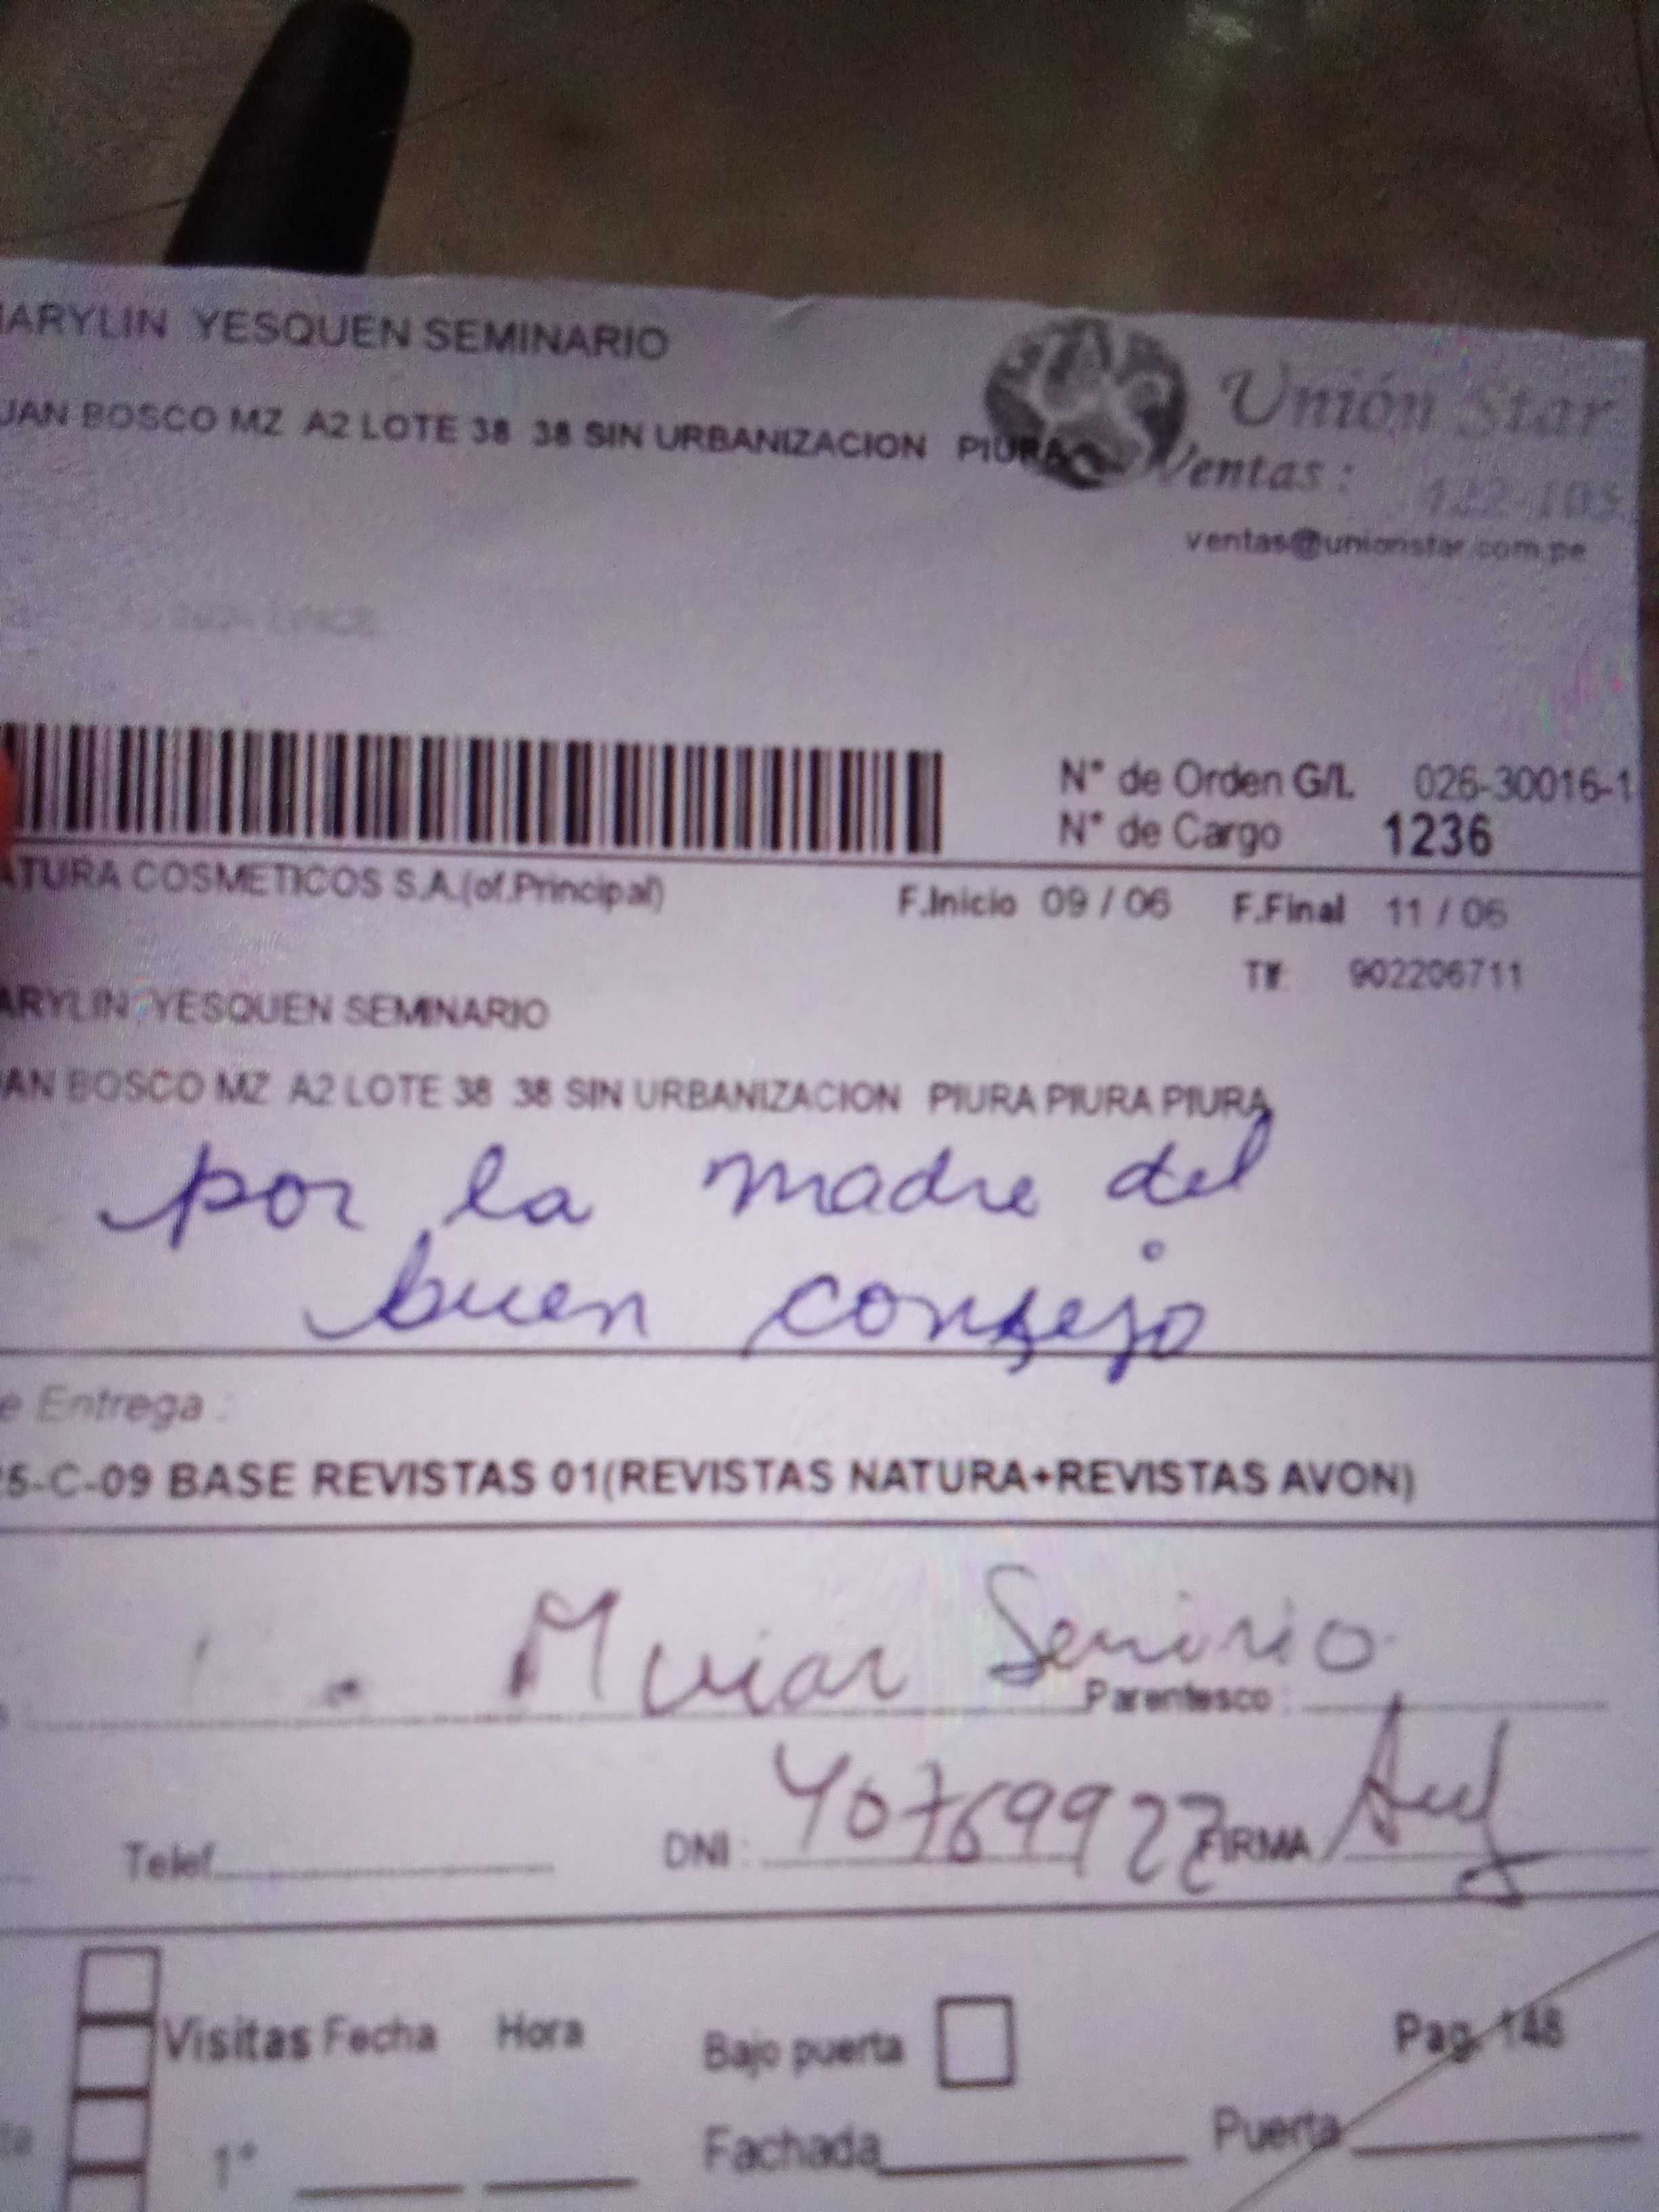 MARYLIN YESQUEN SEMINARIO
Unión Star
JAN BOSCO MZ A2 LOTE 38 38 SIN URBANIZACION PIURA
Ventas :
ventas@unionstar.com.pe
N° de Orden G/L 026-30016-1
N° de Cargo 1236
ATURA COSMETICOS S.A.(of.Principal) F.Inicio 09 / 06 F.Final 11 / 06
902206711
ARYLIN YESQUEN SEMINARIO
AN BOSCO MZ A2 LOTE 38 38 SIN URBANIZACION PIURA PIURA PIURA
por la madre del
buen consejo
e Entrega :
5-C-09 BASE REVISTAS 01(REVISTAS NATURA+REVISTAS AVON)
Parentesco :
Telef. DNI : FIRMA
Visitas Fecha Hora Bajo puerta Pag. 148
1° Fachada Puerta